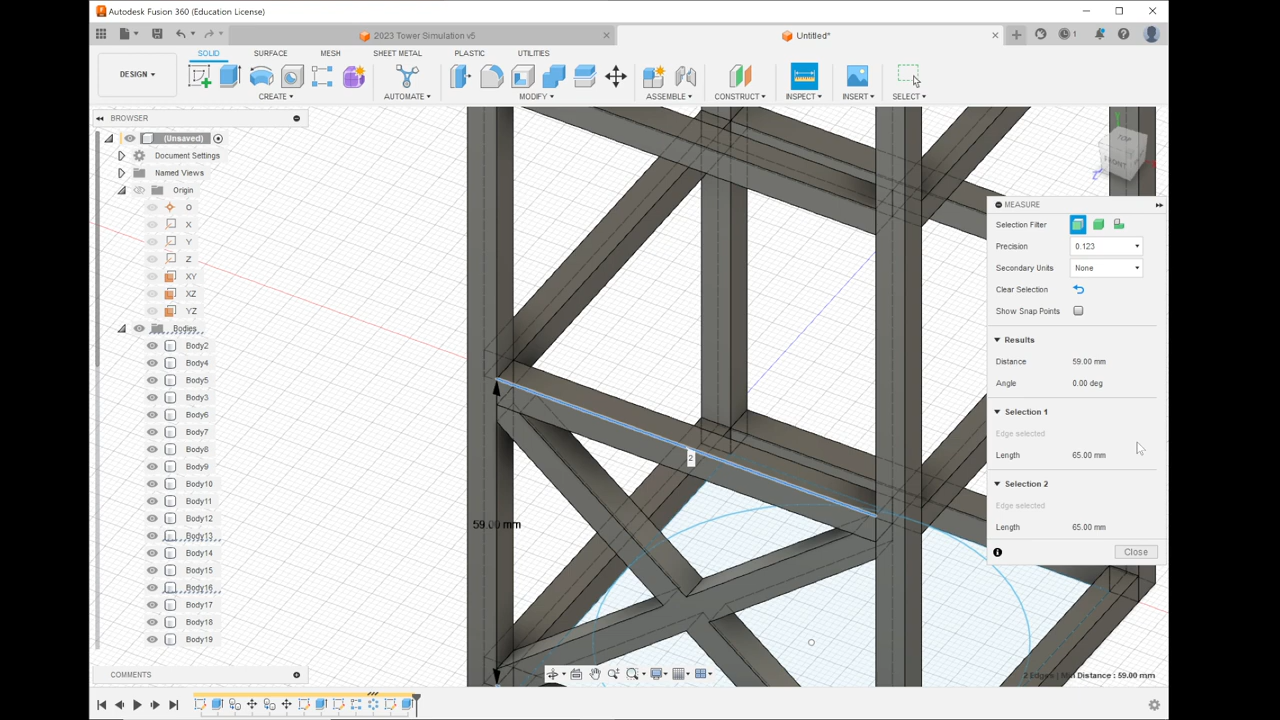 Autodesk Fusion 360 (Education License)
2023 Tower Simulation v5
Untitled*
1
SOLID SURFACE MESH SHEET METAL PLASTIC UTILITIES
DESIGN
CREATE AUTOMATE MODIFY ASSEMBLE CONSTRUCT INSPECT INSERT SELECT
BROWSER
(Unsaved)
Document Settings
Named Views
Origin
O
X
Y
Z
XY
XZ
YZ
Bodies
Body2
Body4
Body5
Body3
Body6
Body7
Body8
Body9
Body10
Body11
Body12
Body13
Body14
Body15
Body16
Body17
Body18
Body19
COMMENTS
2
59.00 mm
TOP
FRONT
Y
X
Z
MEASURE
Selection Filter
Precision 0.123
Secondary Units None
Clear Selection
Show Snap Points
Results
Distance 59.00 mm
Angle 0.00 deg
Selection 1
Edge selected
Length 65.00 mm
Selection 2
Edge selected
Length 65.00 mm
Close
2 Edges | Min Distance : 59.00 mm